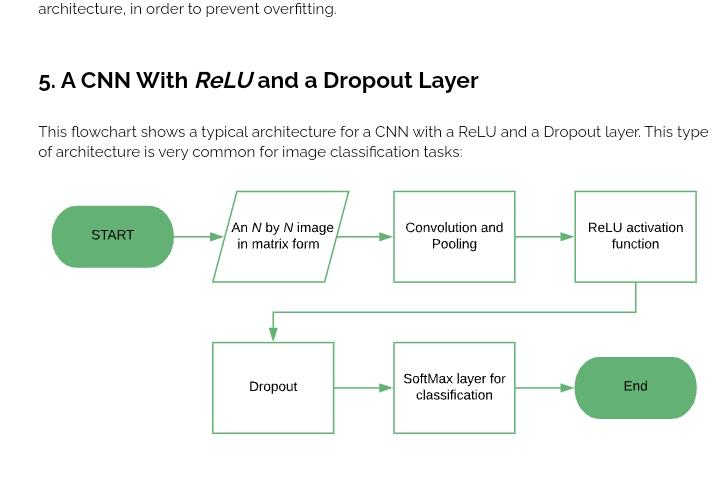 architecture, in order to prevent overfitting.
5. A CNN With ReLU and a Dropout Layer
This flowchart shows a typical architecture for a CNN with a ReLU and a Dropout layer. This type
of architecture is very common for image classification tasks:
START
An N by N image
in matrix form
Convolution and
Pooling
ReLU activation
function
Dropout
SoftMax layer for
classification
End